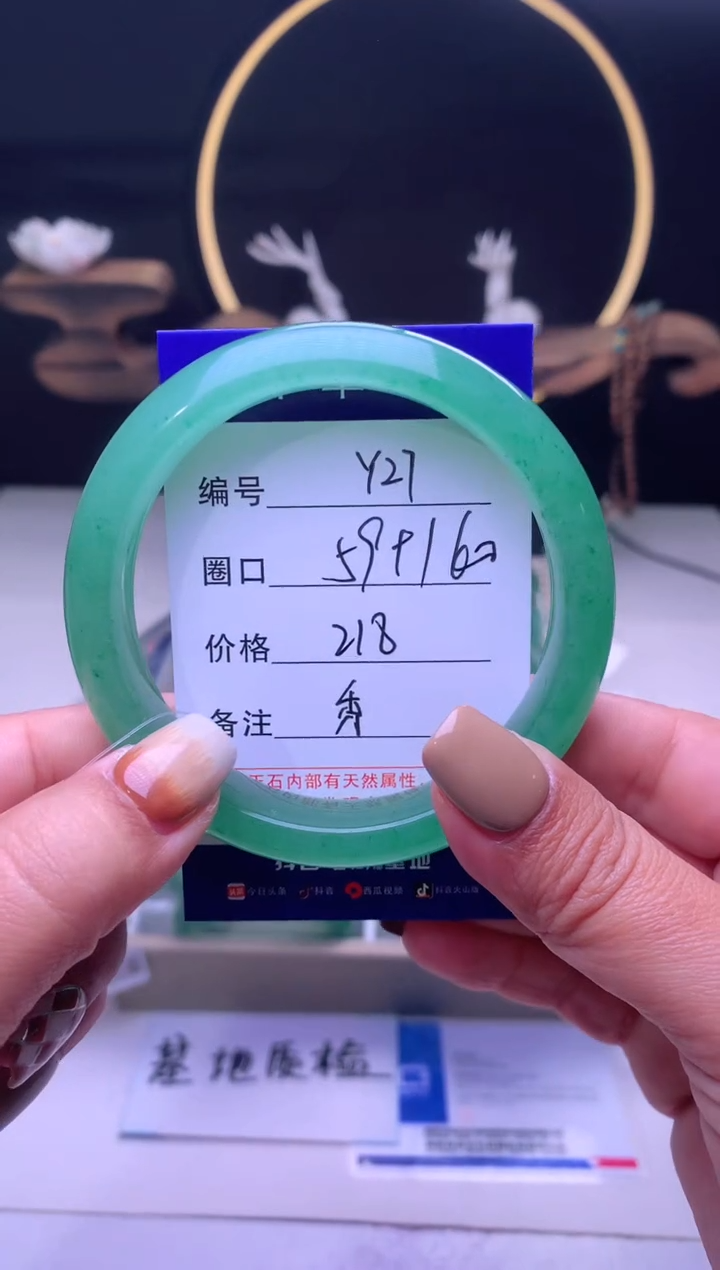 编号 Y27
圈口 59+16
价格 218
备注 秀
玉石内部有天然属性
今日头条 抖音 西瓜视频 抖音火山版
基地质检